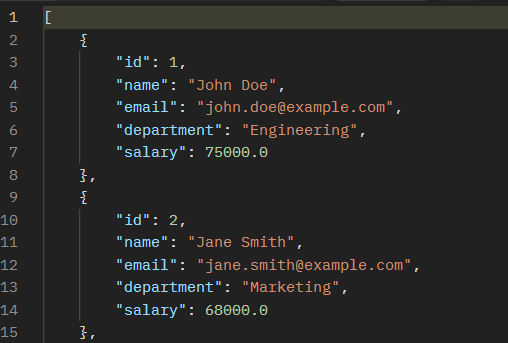 1 [
2     {
3         "id": 1,
4         "name": "John Doe",
5         "email": "john.doe@example.com",
6         "department": "Engineering",
7         "salary": 75000.0
8     },
9     {
10         "id": 2,
11         "name": "Jane Smith",
12         "email": "jane.smith@example.com",
13         "department": "Marketing",
14         "salary": 68000.0
15     },